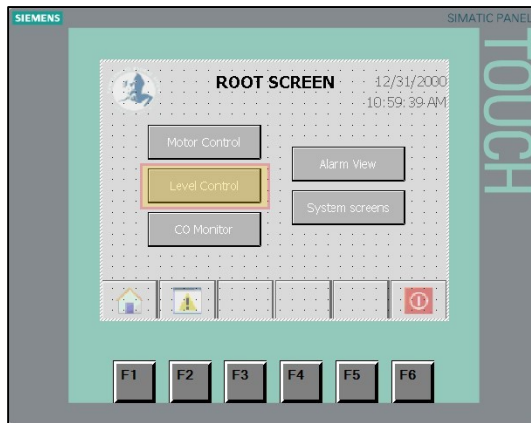 SIEMENS
SIMATIC PANEL
TOUCH
ROOT SCREEN
12/31/2000
10:59:39 AM
Motor Control
Alarm View
Level Control
System screens
CO Monitor
F1 F2 F3 F4 F5 F6